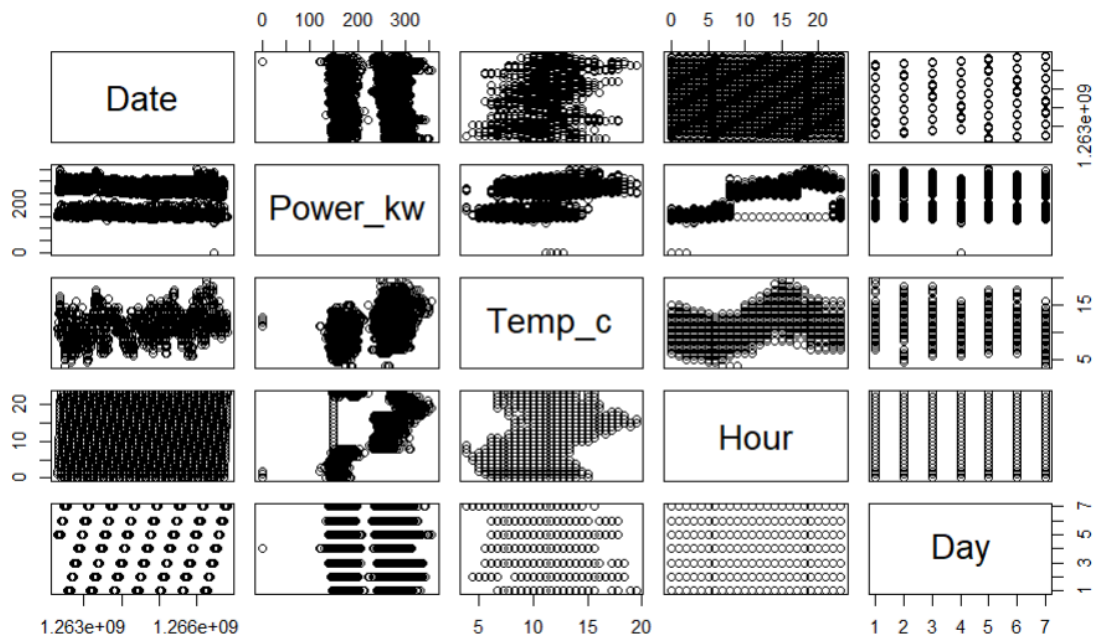 0 100 200 300
0 5 10 15 20
Date
1.263e+09
0 200
Power_kw
Temp_c
5 15
0 10 20
Hour
Day
1 3 5 7
1.263e+09 1.266e+09
5 10 15 20
1 2 3 4 5 6 7